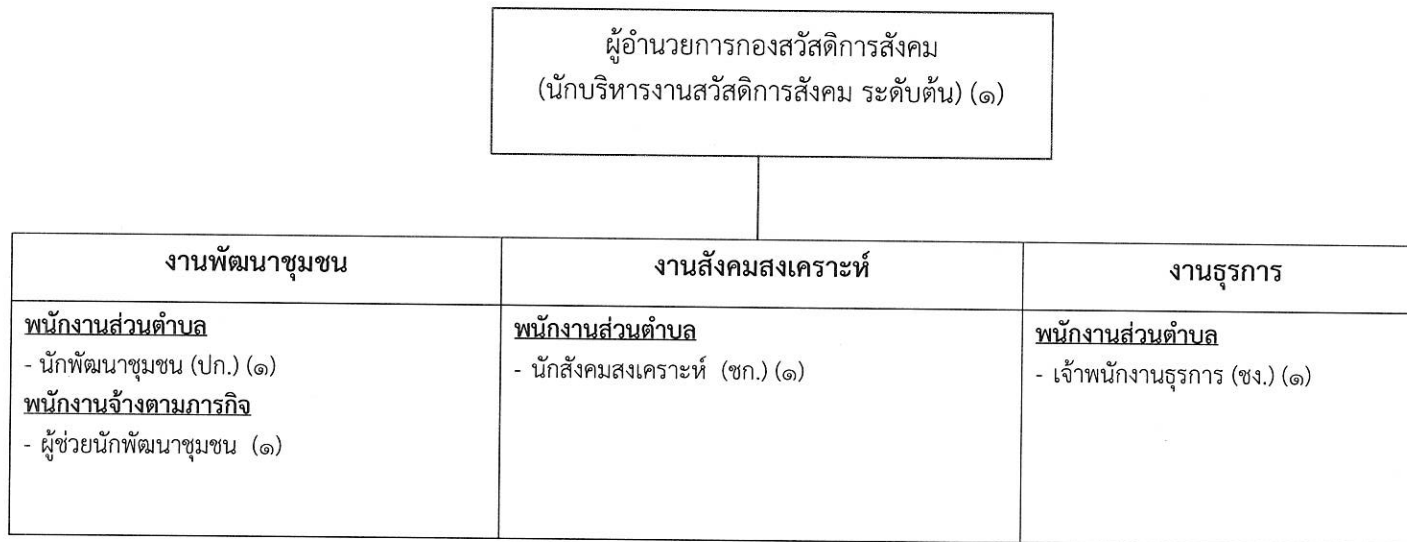 ผู้อำนวยการกองสวัสดิการสังคม
(นักบริหารงานสวัสดิการสังคม ระดับต้น) (๑)
งานพัฒนาชุมชน
พนักงานส่วนตำบล
- นักพัฒนาชุมชน (ปก.) (๑)
พนักงานจ้างตามภารกิจ
- ผู้ช่วยนักพัฒนาชุมชน (๑)
งานสังคมสงเคราะห์
พนักงานส่วนตำบล
- นักสังคมสงเคราะห์ (ชก.) (๑)
งานธุรการ
พนักงานส่วนตำบล
- เจ้าพนักงานธุรการ (ชง.) (๑)